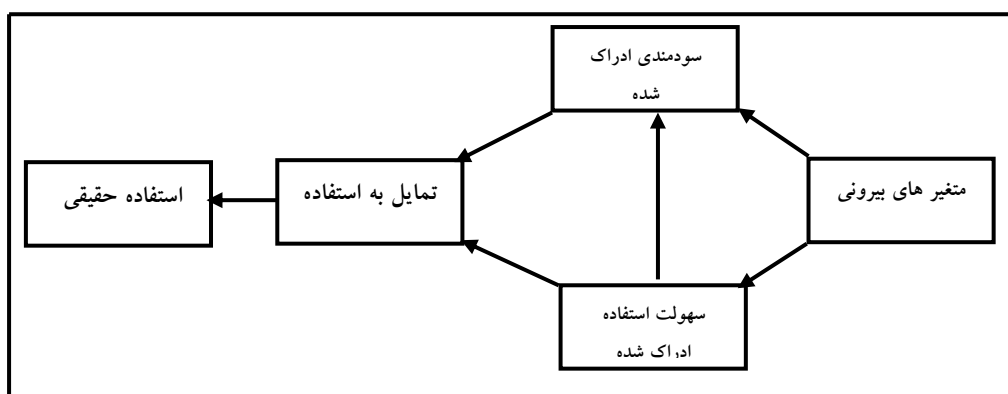 سودمندی ادراک
شده
متغیر های بیرونی
تمایل به استفاده
استفاده حقیقی
سهولت استفاده
ادراک شده